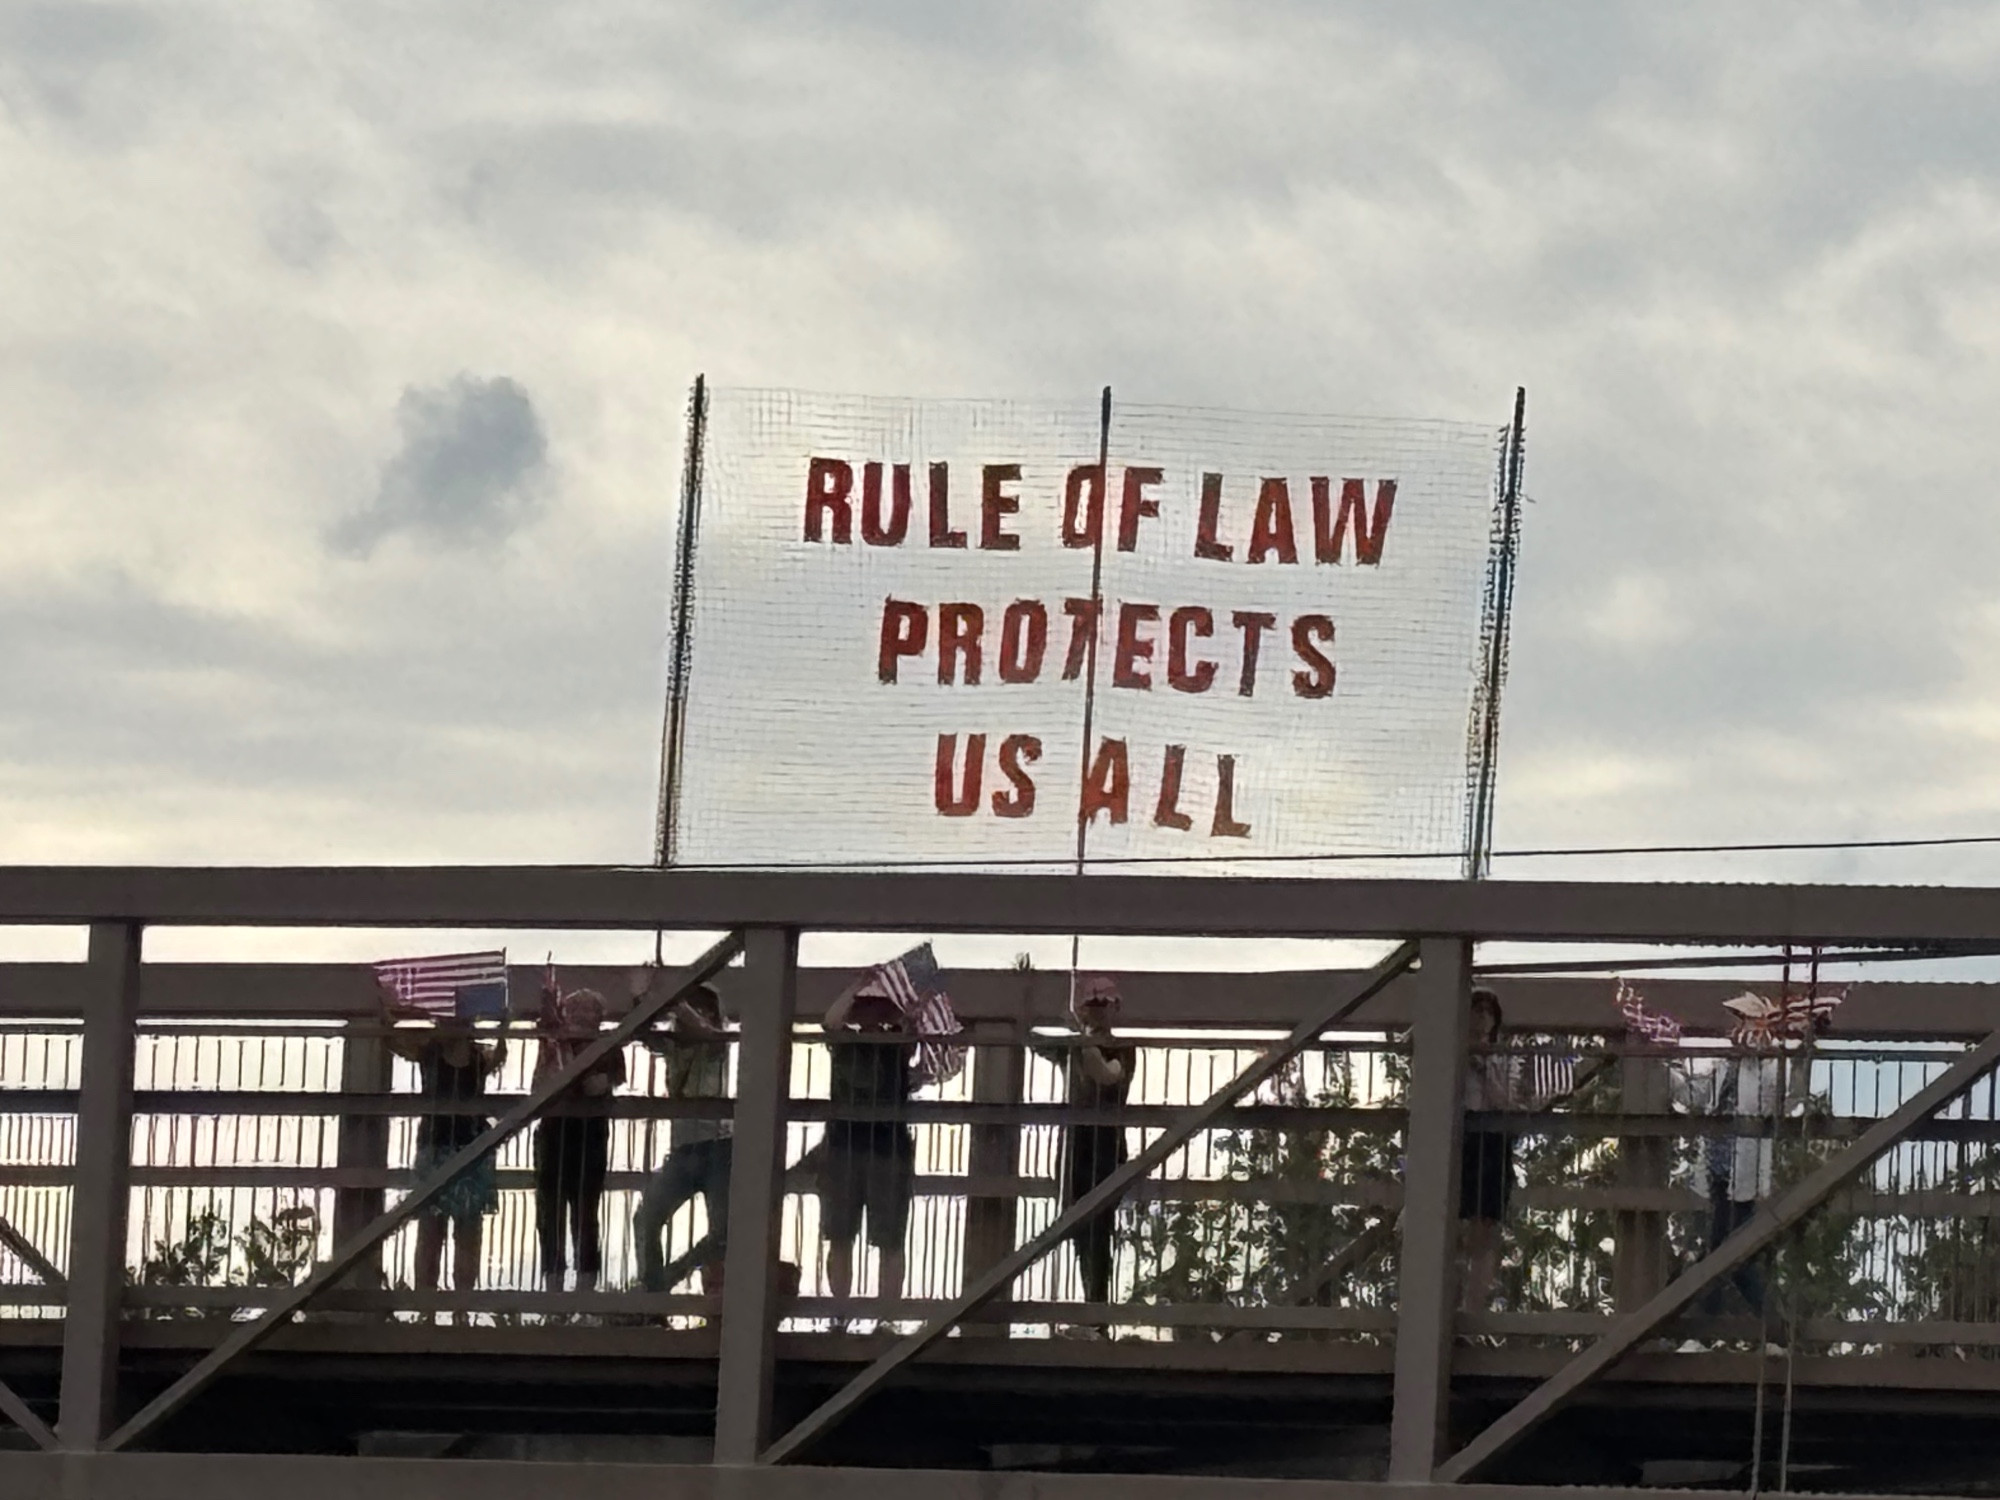 RULE OF LAW
PROTECTS
US ALL